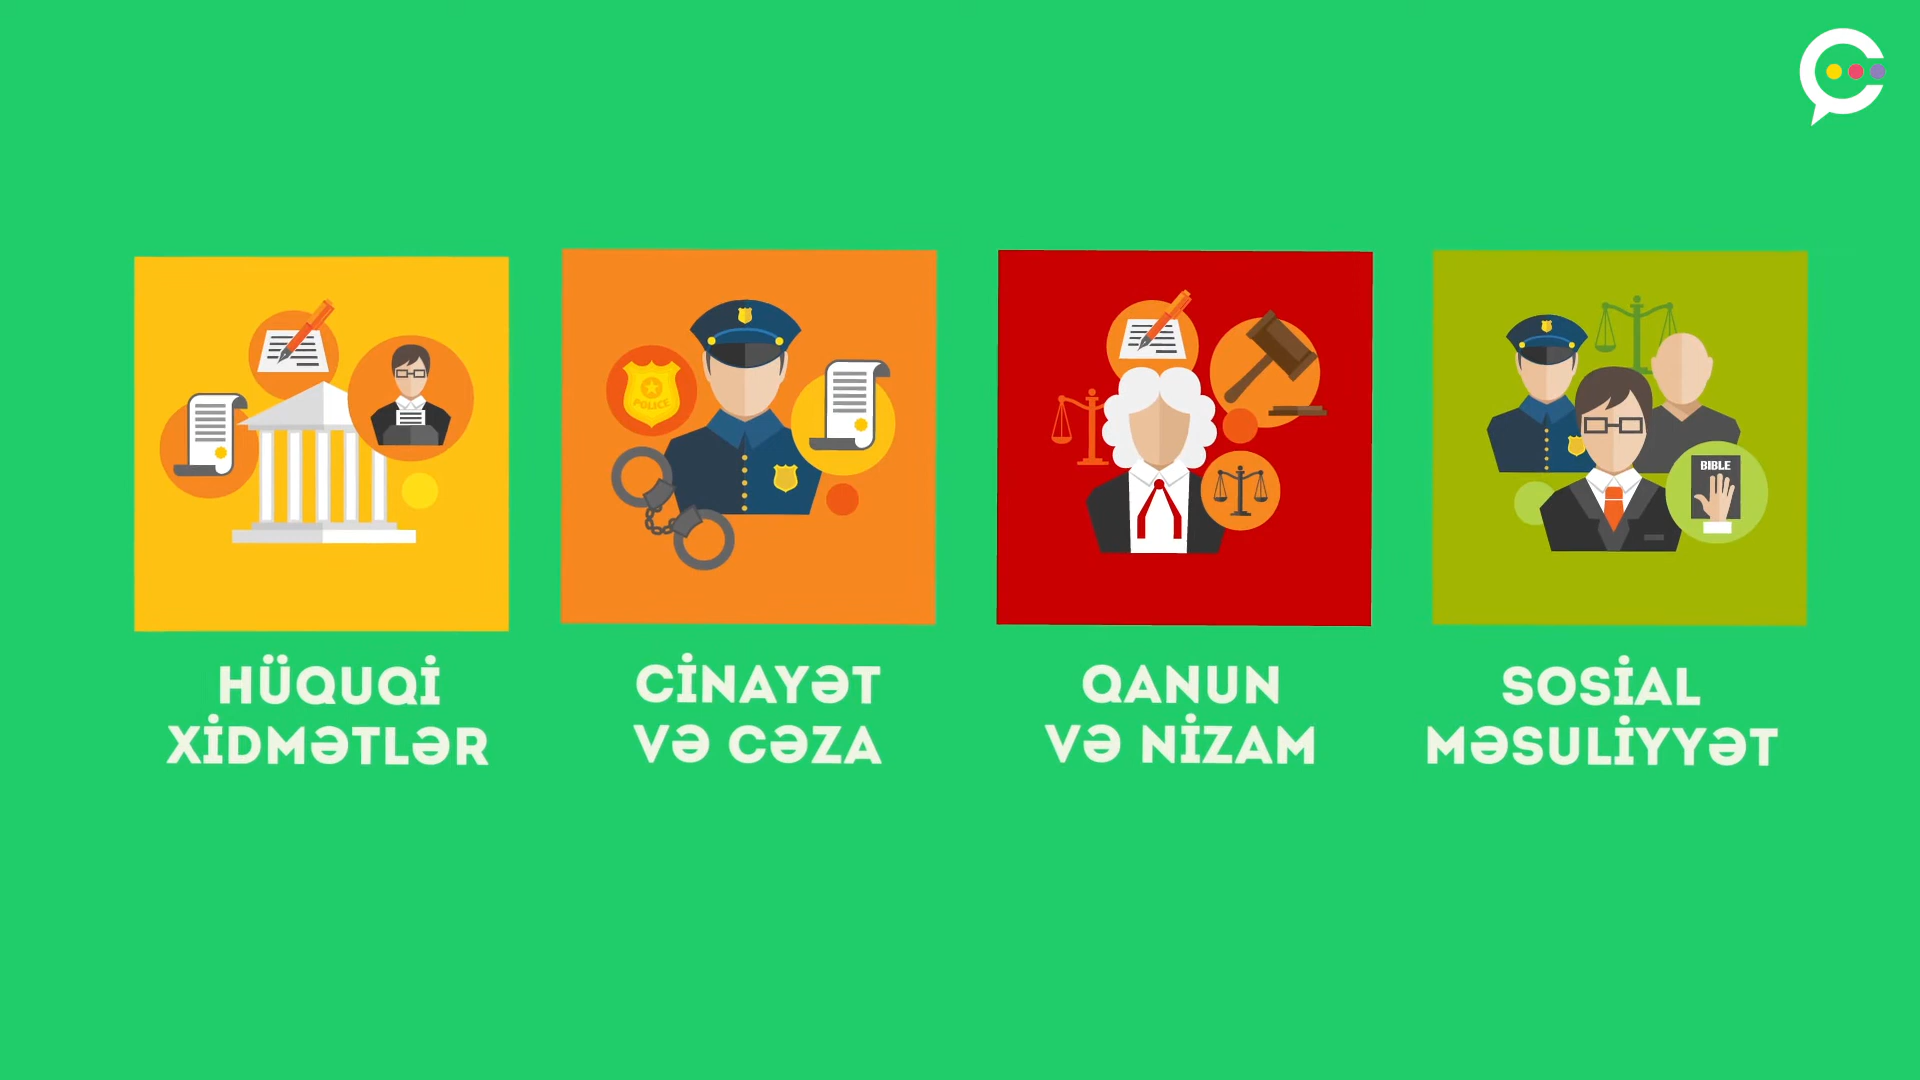 POLICE
BIBLE
HÜQUQİ
XİDMƏTLƏR
CİNAYƏT
VƏ CƏZA
QANUN
VƏ NİZAM
SOSİAL
MƏSULİYYƏT